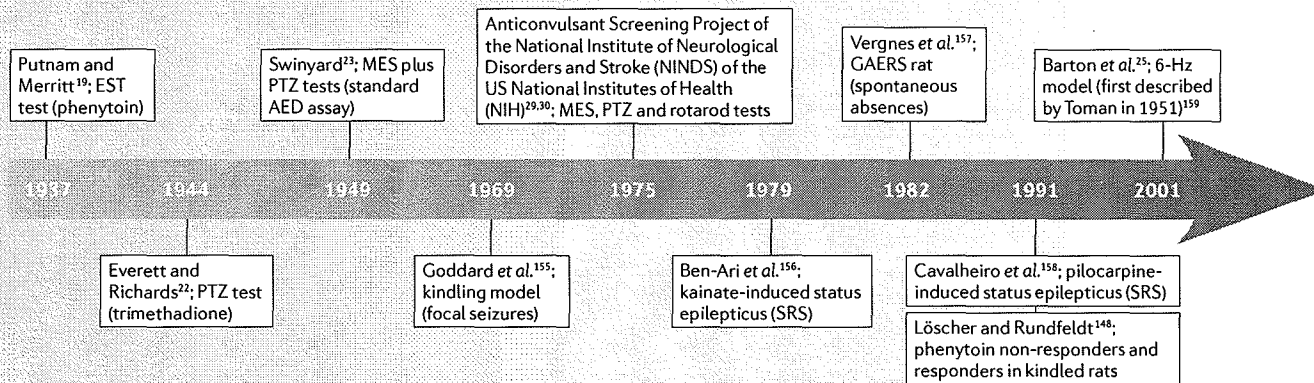 Putnam and
Merritt¹⁹; EST
test (phenytoin)
Swinyard²³; MES plus
PTZ tests (standard
AED assay)
Anticonvulsant Screening Project of
the National Institute of Neurological
Disorders and Stroke (NINDS) of the
US National Institutes of Health
(NIH)²⁹,³⁰; MES, PTZ and rotarod tests
Vergnes et al.¹⁵⁷;
GAERS rat
(spontaneous
absences)
Barton et al.²⁵; 6-Hz
model (first described
by Toman in 1951)¹⁵⁹
1937 1944 1949 1969 1975 1979 1982 1991 2001
Everett and
Richards²²; PTZ test
(trimethadione)
Goddard et al.¹⁵⁵;
kindling model
(focal seizures)
Ben-Ari et al.¹⁵⁶;
kainate-induced status
epilepticus (SRS)
Cavalheiro et al.¹⁵⁸; pilocarpine-
induced status epilepticus (SRS)
Löscher and Rundfeldt¹⁴⁸;
phenytoin non-responders and
responders in kindled rats